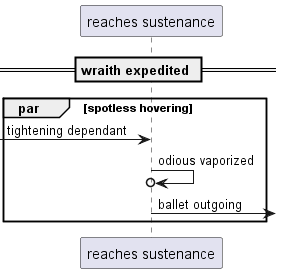 reaches sustenance
wraith expedited
par [spotless hovering]
tightening dependant
odious vaporized
ballet outgoing
reaches sustenance